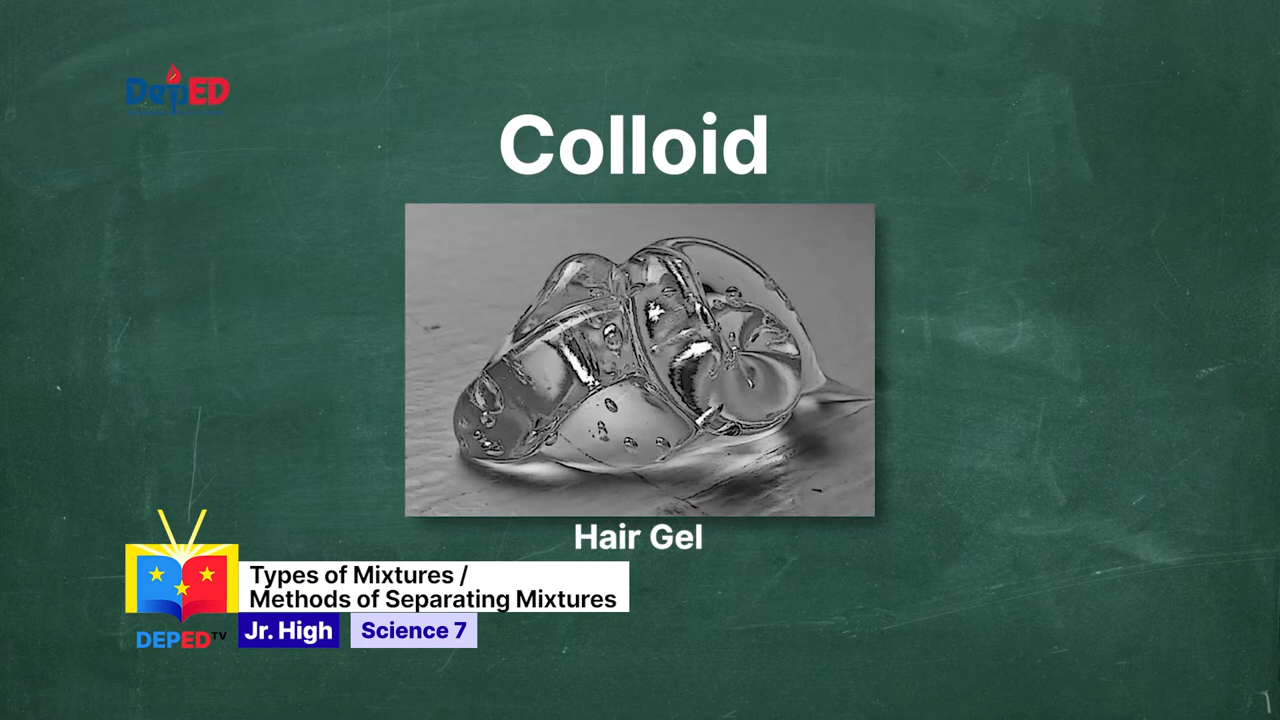 DepED
Colloid
Hair Gel
Types of Mixtures /
Methods of Separating Mixtures
Jr. High
Science 7
DEPED TV